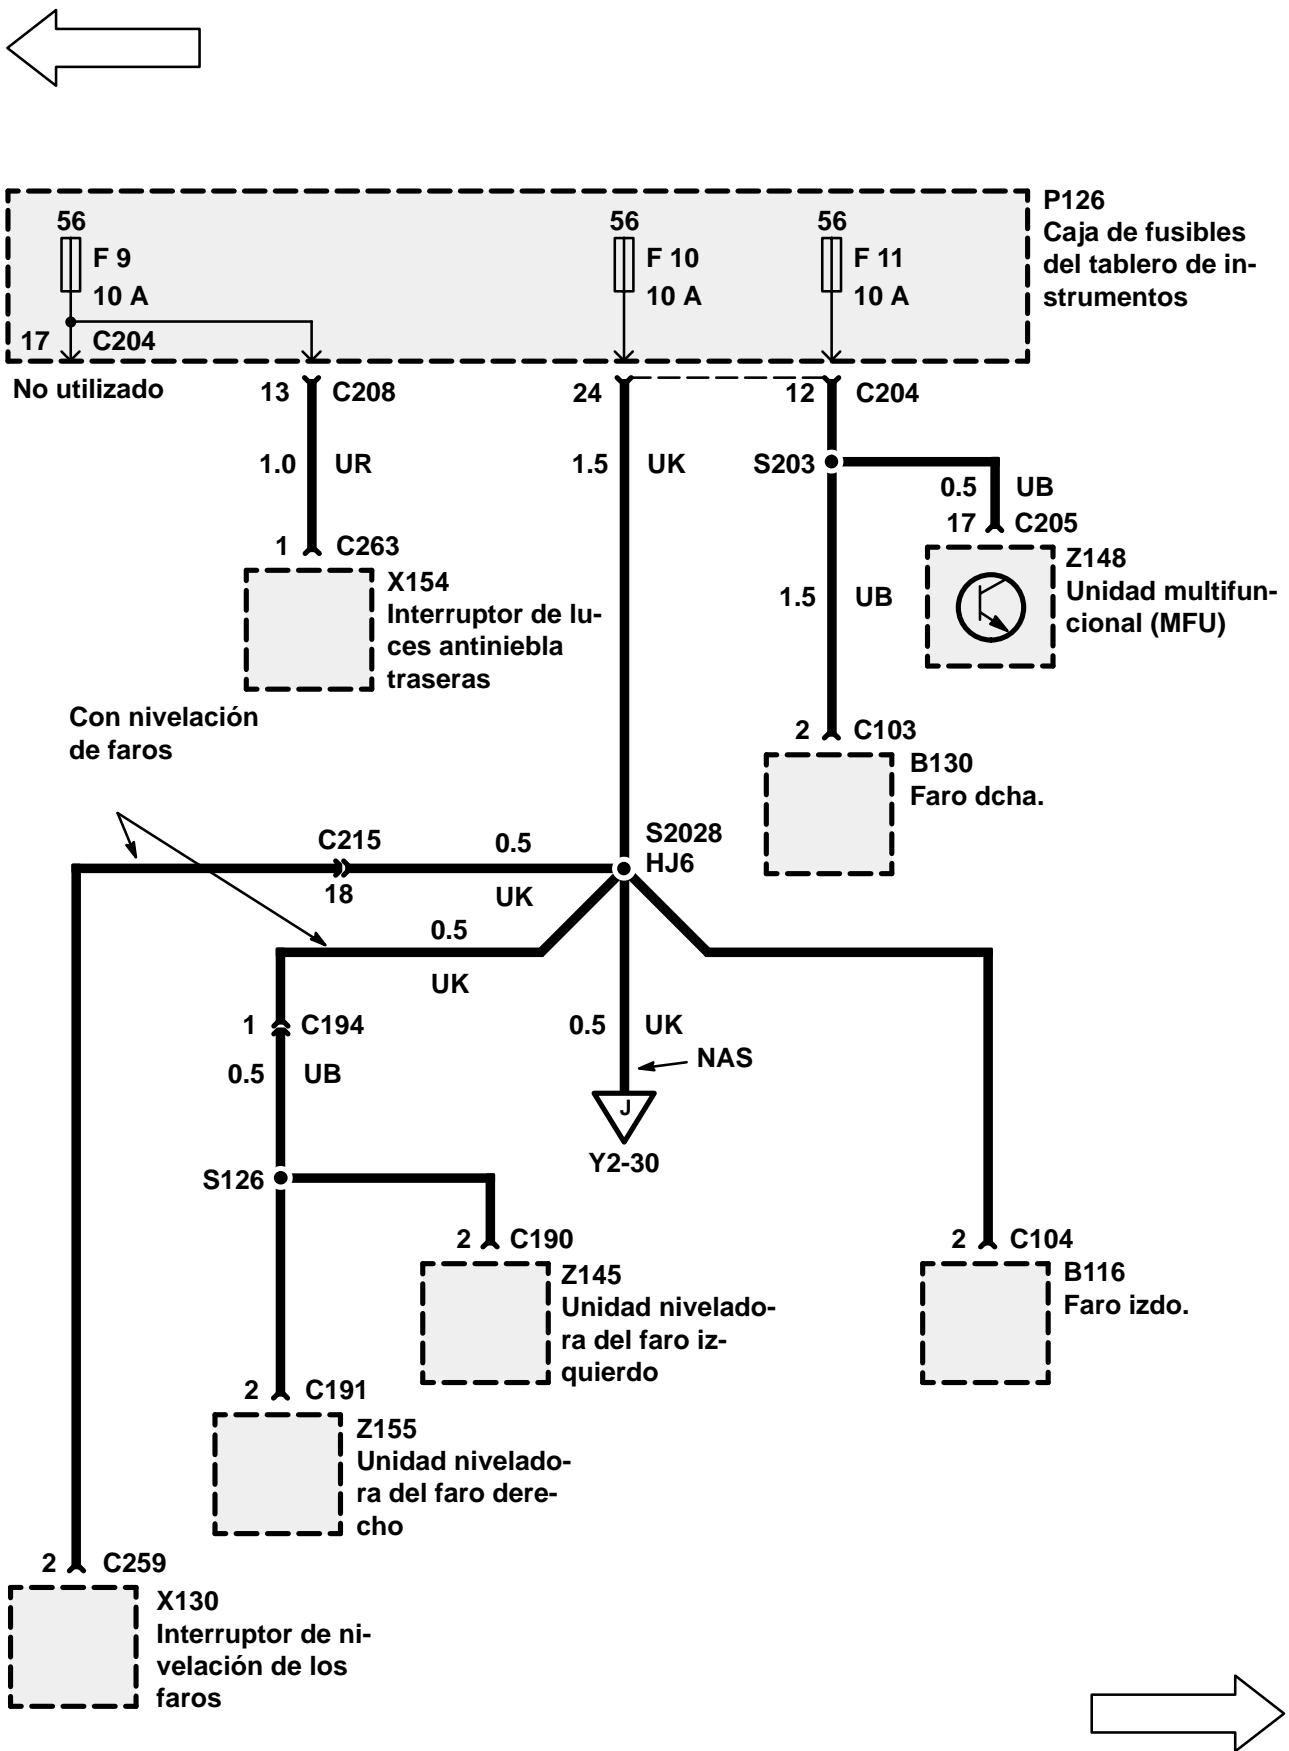 P126
Caja de fusibles
del tablero de in-
strumentos
56
F 9
10 A
56
F 10
10 A
56
F 11
10 A
17 C204
No utilizado
13 C208
24
12 C204
1.0 UR
1.5 UK
S203
0.5 UB
17 C205
1 C263
X154
Interruptor de lu-
ces antiniebla
traseras
Z148
Unidad multifun-
cional (MFU)
1.5 UB
Con nivelación
de faros
2 C103
B130
Faro dcha.
C215
18
0.5
UK
S2028
HJ6
0.5
UK
1 C194
0.5 UK
NAS
0.5 UB
J
Y2-30
S126
2 C190
Z145
Unidad nivelado-
ra del faro iz-
quierdo
2 C104
B116
Faro izdo.
2 C191
Z155
Unidad nivelado-
ra del faro dere-
cho
2 C259
X130
Interruptor de ni-
velación de los
faros